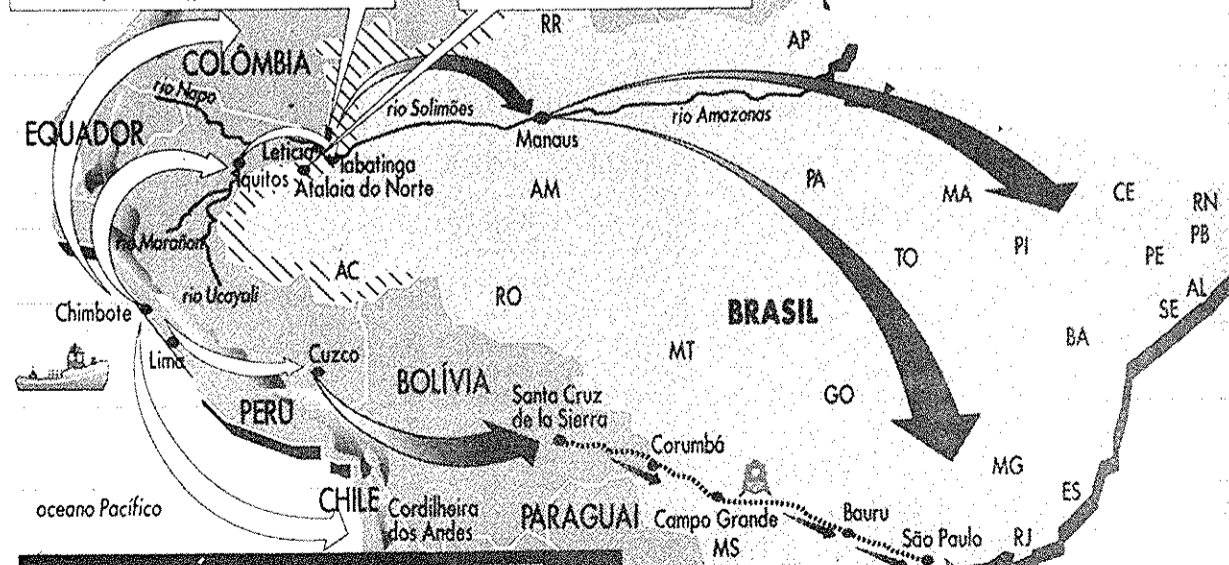 RR
AP
COLÔMBIA
rio Napo
rio Solimões
rio Amazonas
EQUADOR
Manaus
Letícia
Tabatinga
Iquitos
Atalaia do Norte
AM
PA
MA
CE
RN
PB
rio Marañon
TO
PI
PE
AC
rio Ucayali
RO
AL
SE
Chimbote
BRASIL
BA
Lima
Cuzco
MT
BOLÍVIA
GO
Santa Cruz
de la Sierra
PERU
Corumbá
MG
ES
oceano Pacífico
CHILE
Cordilheira
dos Andes
PARAGUAI
Campo Grande
Bauru
MS
São Paulo
RJ